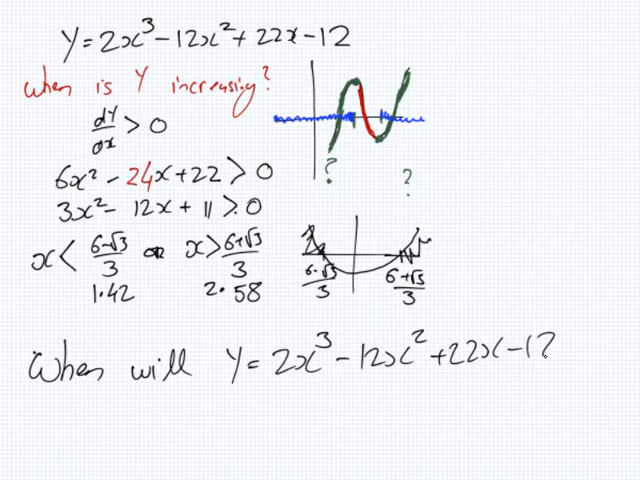 Y = 2x³ - 12x² + 22x - 12
When is Y increasing?
dY/dx > 0
6x² - 24x + 22 > 0
3x² - 12x + 11 > 0
x < (6-√3)/3 or x > (6+√3)/3
1.42 2.58
? ?
(6-√3)/3 (6+√3)/3
When will Y = 2x³ - 12x² + 22x - 12